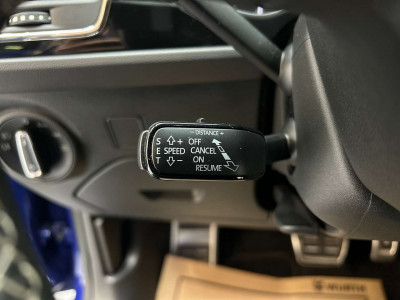 - DISTANCE +
S + OFF
E SPEED CANCEL
T - ON
RESUME